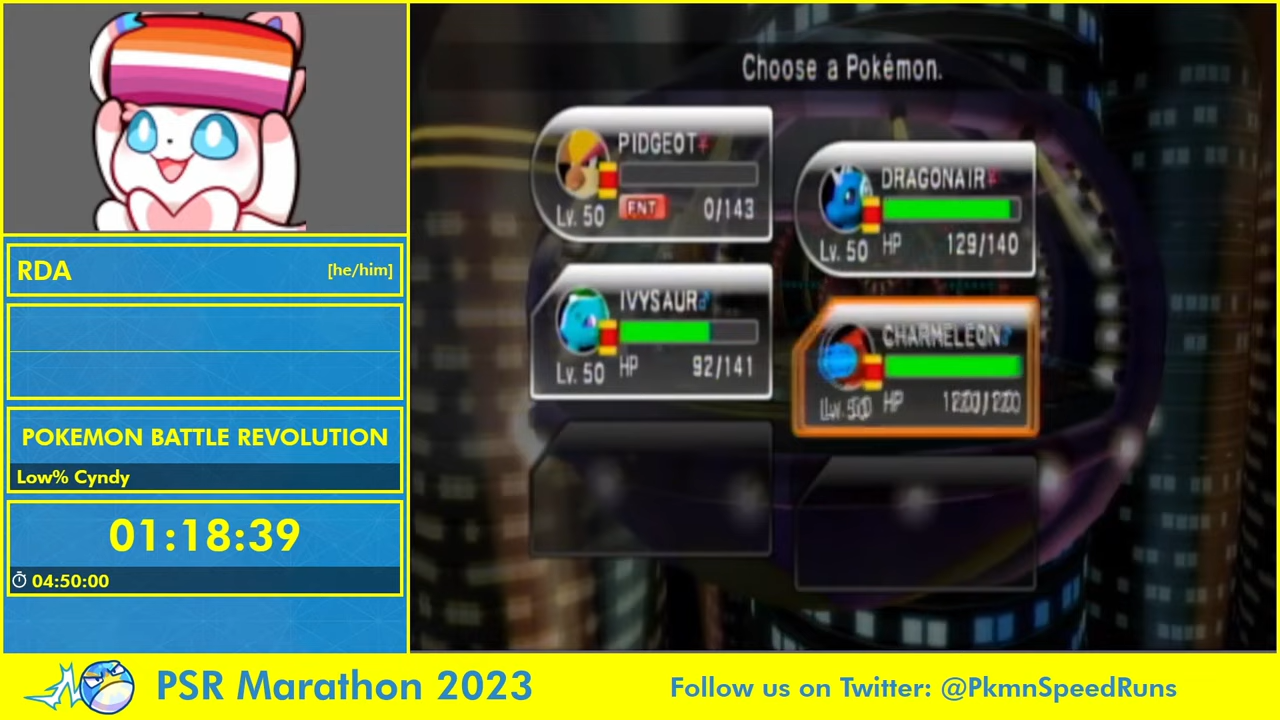 RDA
[he/him]
POKEMON BATTLE REVOLUTION
Low% Cyndy
01:18:39
04:50:00
Choose a Pokémon.
PIDGEOT♀
Lv. 50 FNT 0/143
DRAGONAIR♀
Lv. 50 HP 129/140
IVYSAUR♂
Lv. 50 HP 92/141
CHARMELEON♂
HP
PSR Marathon 2023
Follow us on Twitter: @PkmnSpeedRuns